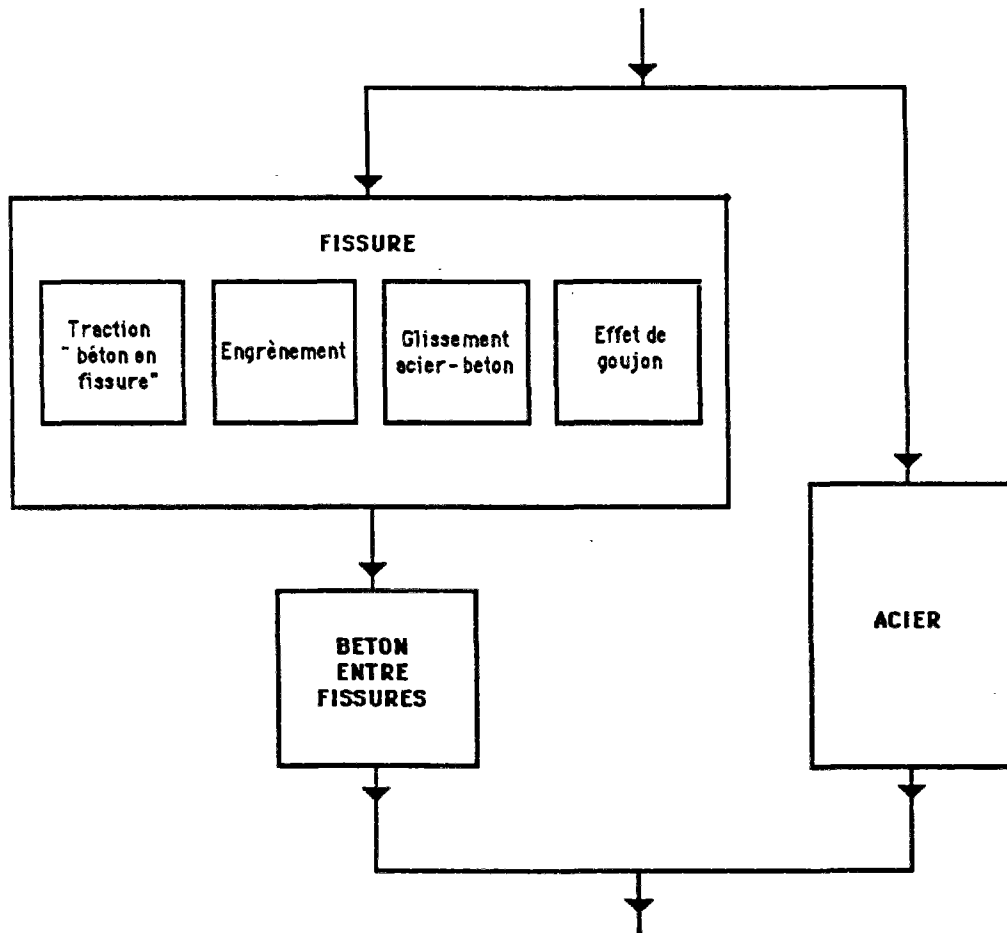 FISSURE
Traction
" béton en
fissure"
Engrènement
Glissement
acier-beton
Effet de
goujon
BETON
ENTRE
FISSURES
ACIER